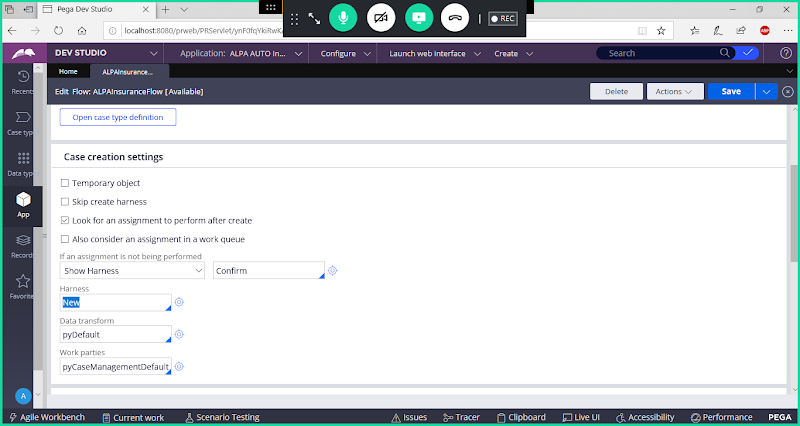 Pega Dev Studio
REC
localhost:8080/prweb/PRServlet/ynF0fqYkiRwK
DEV STUDIO
Application: ALPA AUTO In...
Configure
Launch web interface
Create
Search
Home
ALPAInsurance...
Recents
Edit Flow: ALPAInsuranceFlow [Available]
Delete
Actions
Save
Open case type definition
Case type
Case creation settings
Data type
Temporary object
Skip create harness
App
Look for an assignment to perform after create
Also consider an assignment in a work queue
Records
If an assignment is not being performed
Show Harness
Confirm
Favorite
Harness
New
Data transform
pyDefault
Work parties
pyCaseManagementDefault
A
Agile Workbench
Current work
Scenario Testing
Issues
Tracer
Clipboard
Live UI
Accessibility
Performance
PEGA